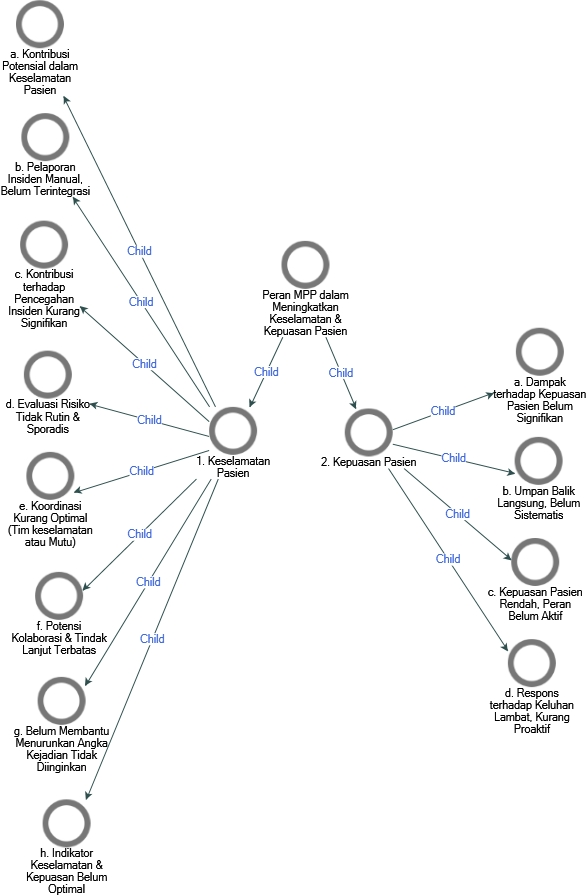 a. Kontribusi
Potensial dalam
Keselamatan
Pasien
b. Pelaporan
Insiden Manual,
Belum Terintegrasi
c. Kontribusi
terhadap
Pencegahan
Insiden Kurang
Signifikan
d. Evaluasi Risiko
Tidak Rutin &
Sporadis
e. Koordinasi
Kurang Optimal
(Tim keselamatan
atau Mutu)
f. Potensi
Kolaborasi & Tindak
Lanjut Terbatas
g. Belum Membantu
Menurunkan Angka
Kejadian Tidak
Diinginkan
h. Indikator
Keselamatan &
Kepuasan Belum
Optimal
Child
Child
Child
Child
Child
Child
Child
Child
Peran MPP dalam
Meningkatkan
Keselamatan &
Kepuasan Pasien
Child
Child
1. Keselamatan
Pasien
2. Kepuasan Pasien
Child
Child
Child
Child
a. Dampak
terhadap Kepuasan
Pasien Belum
Signifikan
b. Umpan Balik
Langsung, Belum
Sistematis
c. Kepuasan Pasien
Rendah, Peran
Belum Aktif
d. Respons
terhadap Keluhan
Lambat, Kurang
Proaktif